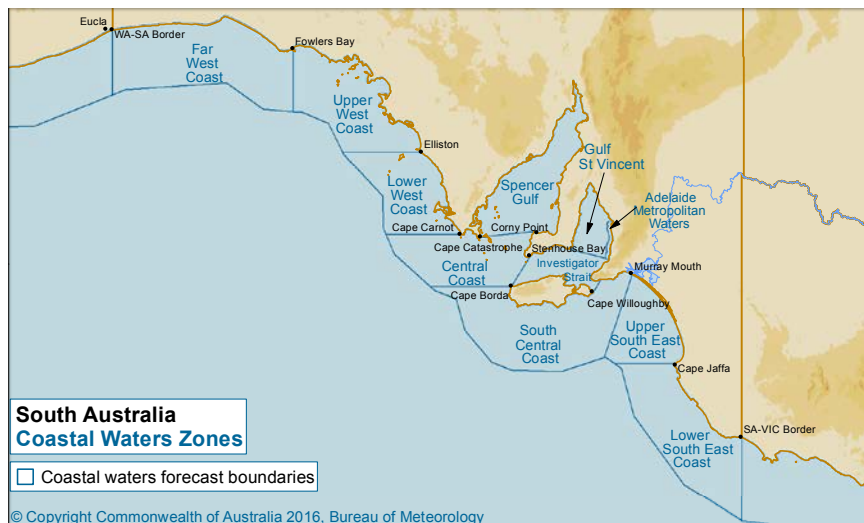 Eucla
WA-SA Border
Fowlers Bay
Far
West
Coast
Upper
West
Coast
Elliston
Gulf
St Vincent
Lower
West
Coast
Spencer
Gulf
Adelaide
Metropolitan
Waters
Cape Carnot
Corny Point
Cape Catastrophe
Stenhouse Bay
Central
Coast
Investigator
Strait
Murray Mouth
Cape Borda
Cape Willoughby
South
Central
Coast
Upper
South East
Coast
Cape Jaffa
South Australia
Coastal Waters Zones
SA-VIC Border
Lower
South East
Coast
Coastal waters forecast boundaries
© Copyright Commonwealth of Australia 2016, Bureau of Meteorology